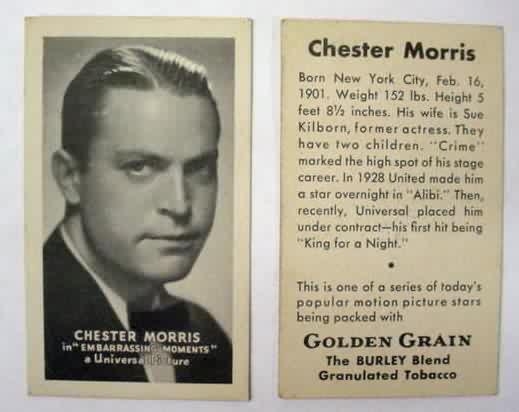 CHESTER MORRIS
in "EMBARRASSING MOMENTS"
a Universal Picture
Chester Morris
Born New York City, Feb. 16,
1901. Weight 152 lbs. Height 5
feet 8½ inches. His wife is Sue
Kilborn, former actress. They
have two children. "Crime"
marked the high spot of his stage
career. In 1928 United made him
a star overnight in "Alibi." Then,
recently, Universal placed him
under contract—his first hit being
"King for a Night."
•
This is one of a series of today's
popular motion picture stars
being packed with
GOLDEN GRAIN
The BURLEY Blend
Granulated Tobacco